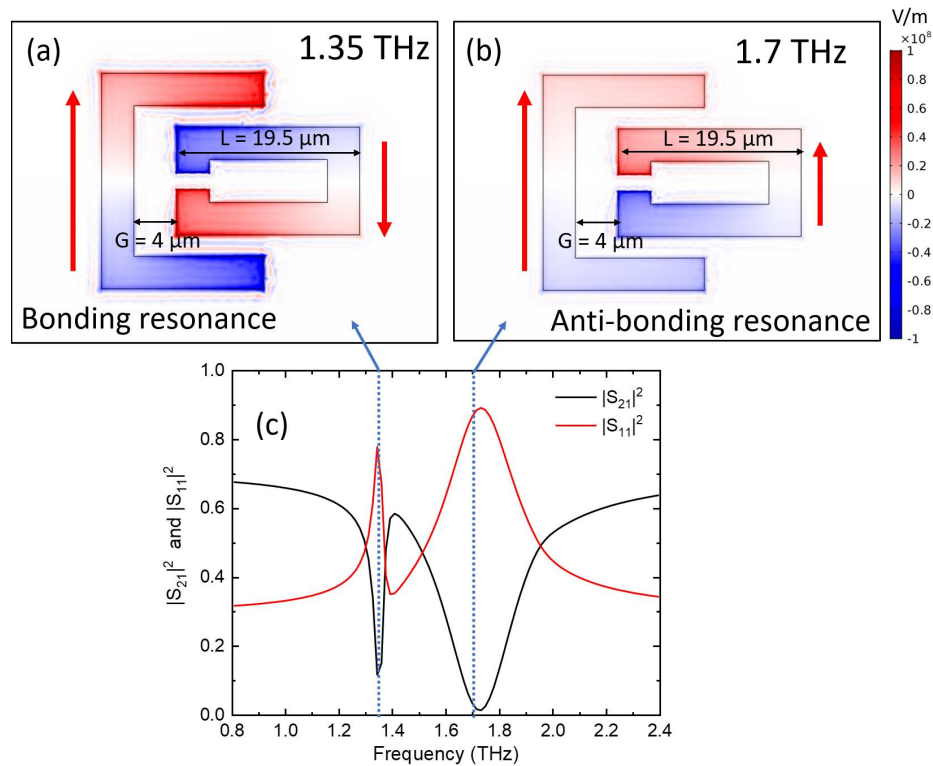 (a)
1.35 THz
L = 19.5 μm
G = 4 μm
Bonding resonance
(b)
1.7 THz
L = 19.5 μm
G = 4 μm
Anti-bonding resonance
V/m
×10⁸
1
0.8
0.6
0.4
0.2
0
-0.2
-0.4
-0.6
-0.8
-1
(c)
|S₂₁|²
|S₁₁|²
|S₂₁|² and |S₁₁|²
1.0
0.8
0.6
0.4
0.2
0.0
0.8 1.0 1.2 1.4 1.6 1.8 2.0 2.2 2.4
Frequency (THz)